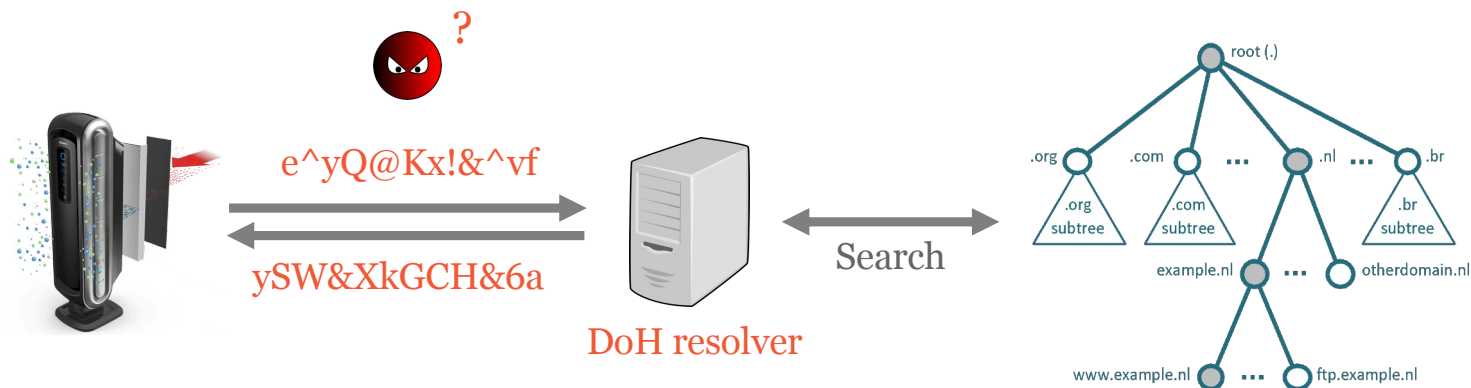 ?
e^yQ@Kx!&^vf
ySW&XkGCH&6a
DoH resolver
Search
root (.)
.org
.com
...
.nl
...
.br
.org
subtree
.com
subtree
.br
subtree
example.nl
...
otherdomain.nl
www.example.nl
...
ftp.example.nl